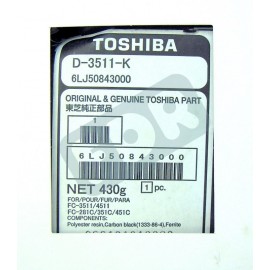 TOSHIBA
D-3511-K
6LJ50843000
ORIGINAL & GENUINE TOSHIBA PART
東芝純正部品
1
6LJ50843000
NET 430g 1 pc.
FOR/POUR/FUR/PARA
FC-3511/4511
FC-281C/351C/451C
COMPONENTS:
Polyester resin,Carbon black(1333-86-4),Ferrite